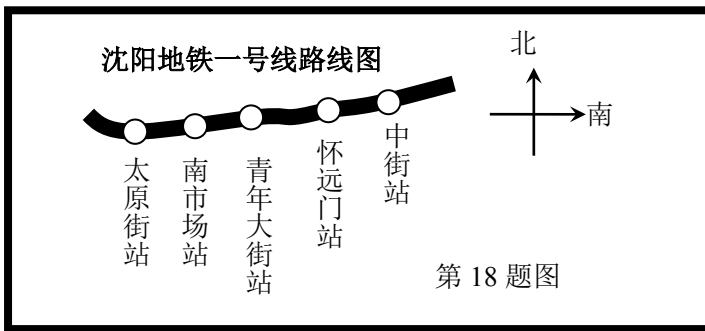 沈阳地铁一号线路线图
北
南
太原街站
南市场站
青年大街站
怀远门站
中街站
第18题图